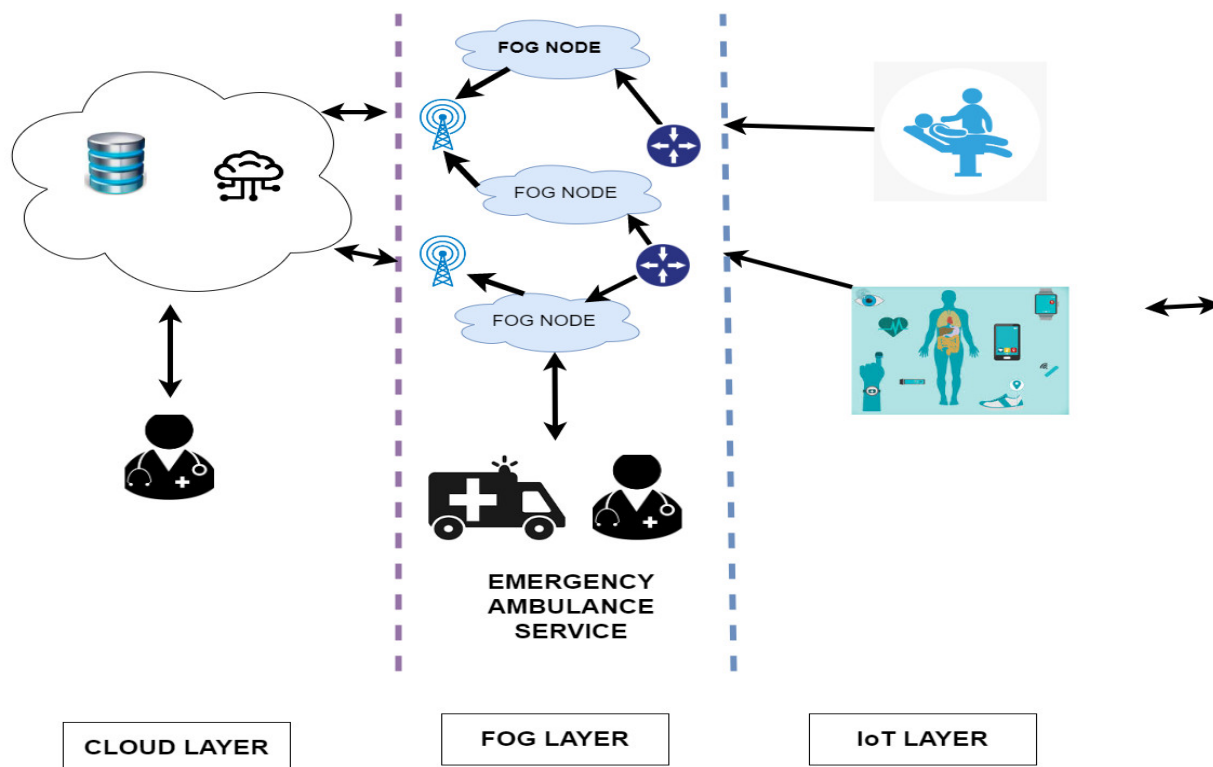 FOG NODE
FOG NODE
FOG NODE
EMERGENCY
AMBULANCE
SERVICE
CLOUD LAYER
FOG LAYER
IoT LAYER